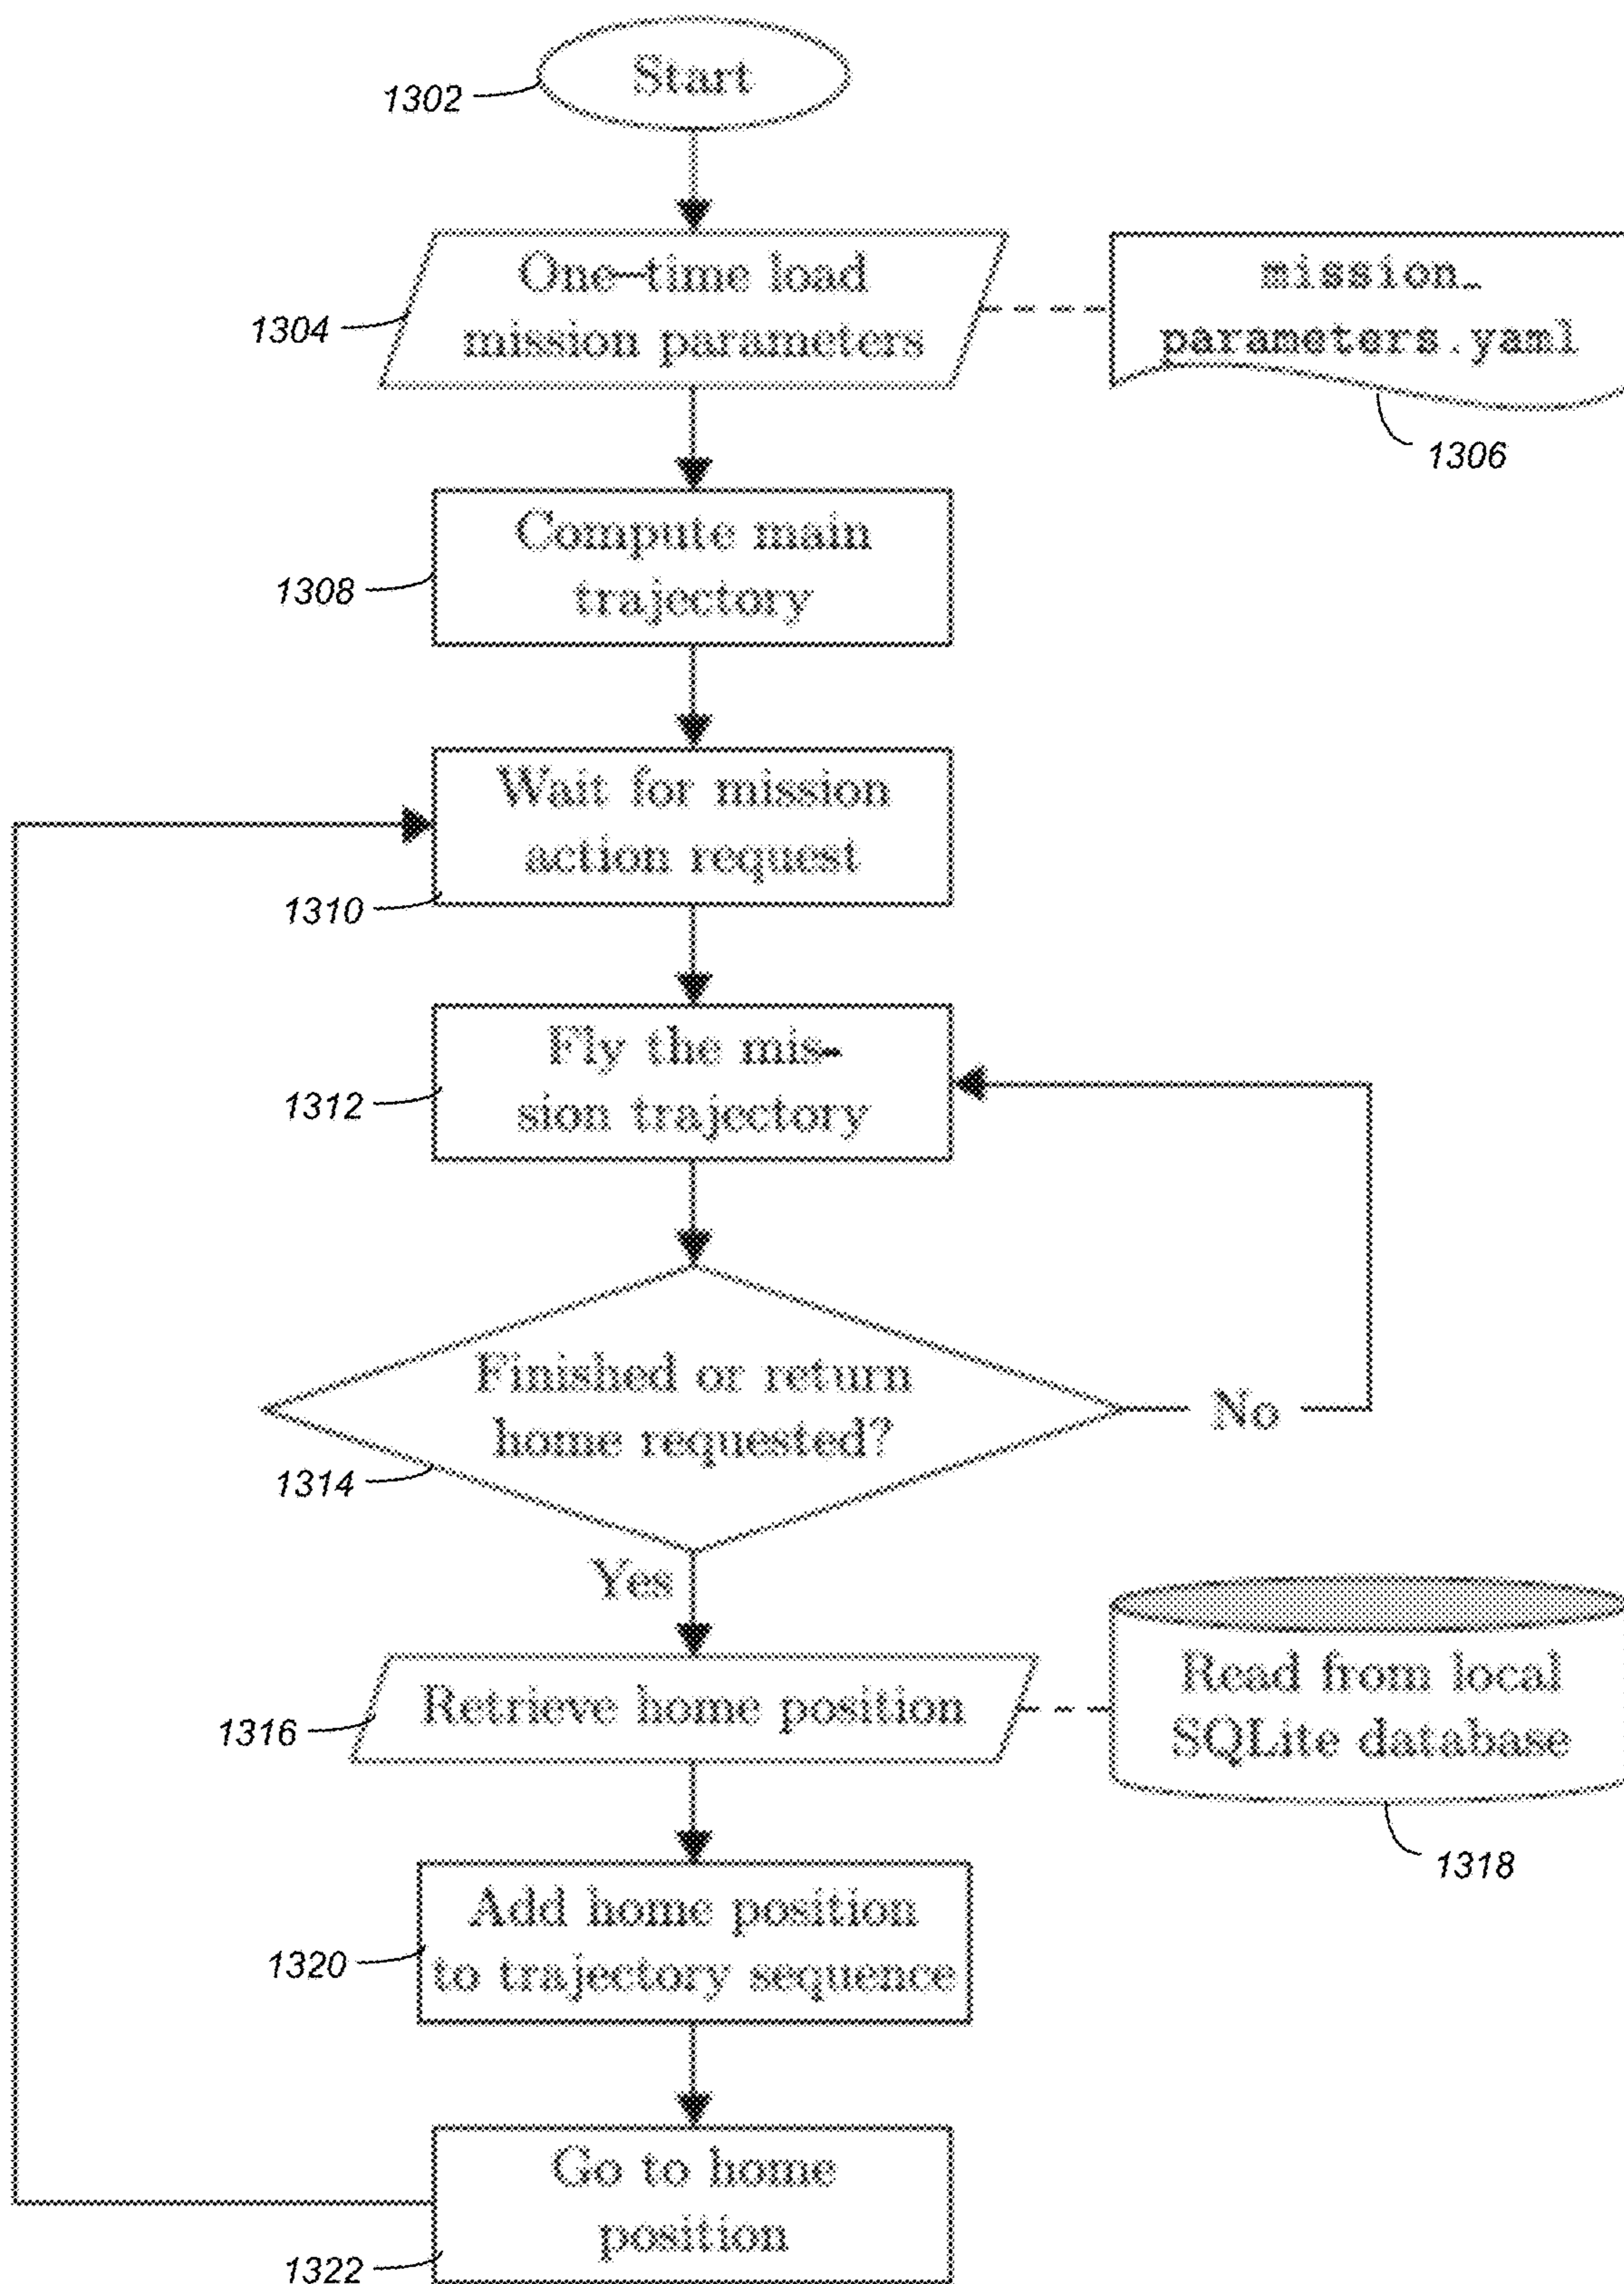 Start
1302
One-time load
mission parameters
1304
mission_
parameters.yaml
1306
Compute main
trajectory
1308
Wait for mission
action request
1310
Fly the mis-
sion trajectory
1312
Finished or return
home requested?
1314
No
Yes
Retrieve home position
1316
Read from local
SQLite database
1318
Add home position
to trajectory sequence
1320
Go to home
position
1322